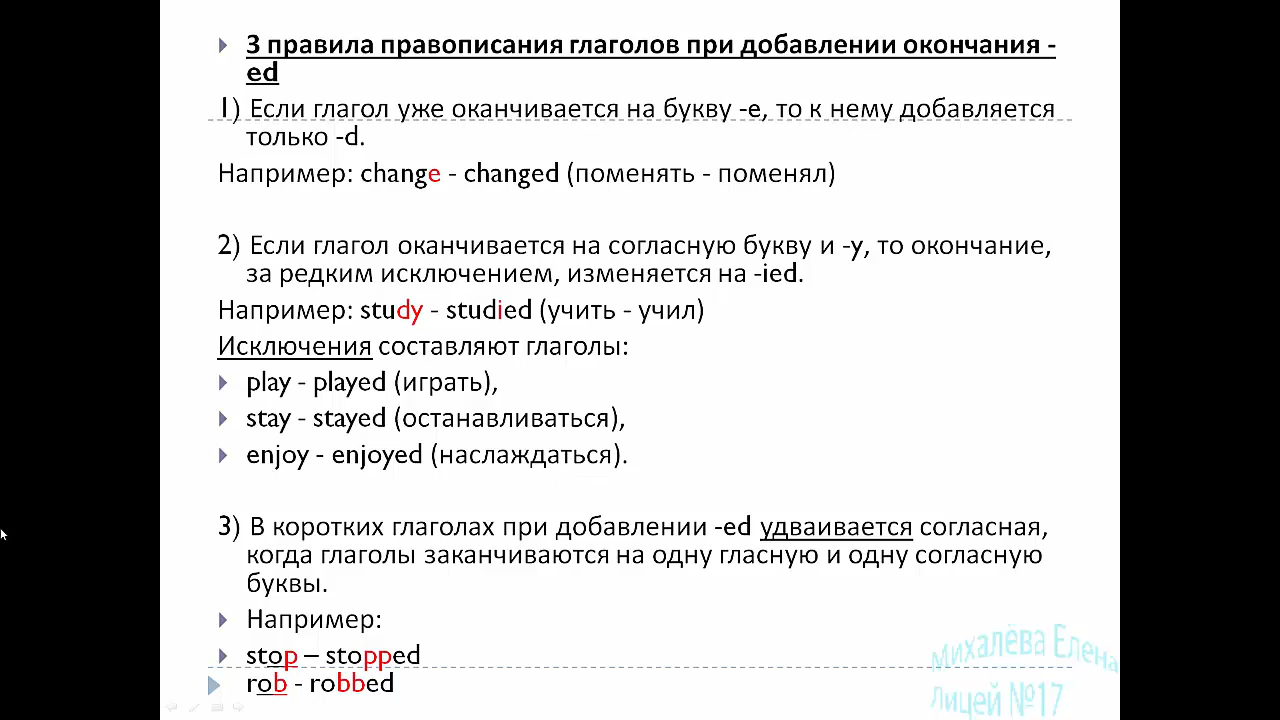 3 правила правописания глаголов при добавлении окончания -
ed
1) Если глагол уже оканчивается на букву -e, то к нему добавляется
только -d.
Например: change - changed (поменять - поменял)
2) Если глагол оканчивается на согласную букву и -y, то окончание,
за редким исключением, изменяется на -ied.
Например: study - studied (учить - учил)
Исключения составляют глаголы:
play - played (играть),
stay - stayed (останавливаться),
enjoy - enjoyed (наслаждаться).
3) В коротких глаголах при добавлении -ed удваивается согласная,
когда глаголы заканчиваются на одну гласную и одну согласную
буквы.
Например:
stop – stopped
rob - robbed
Михалёва Елена
Лицей №17